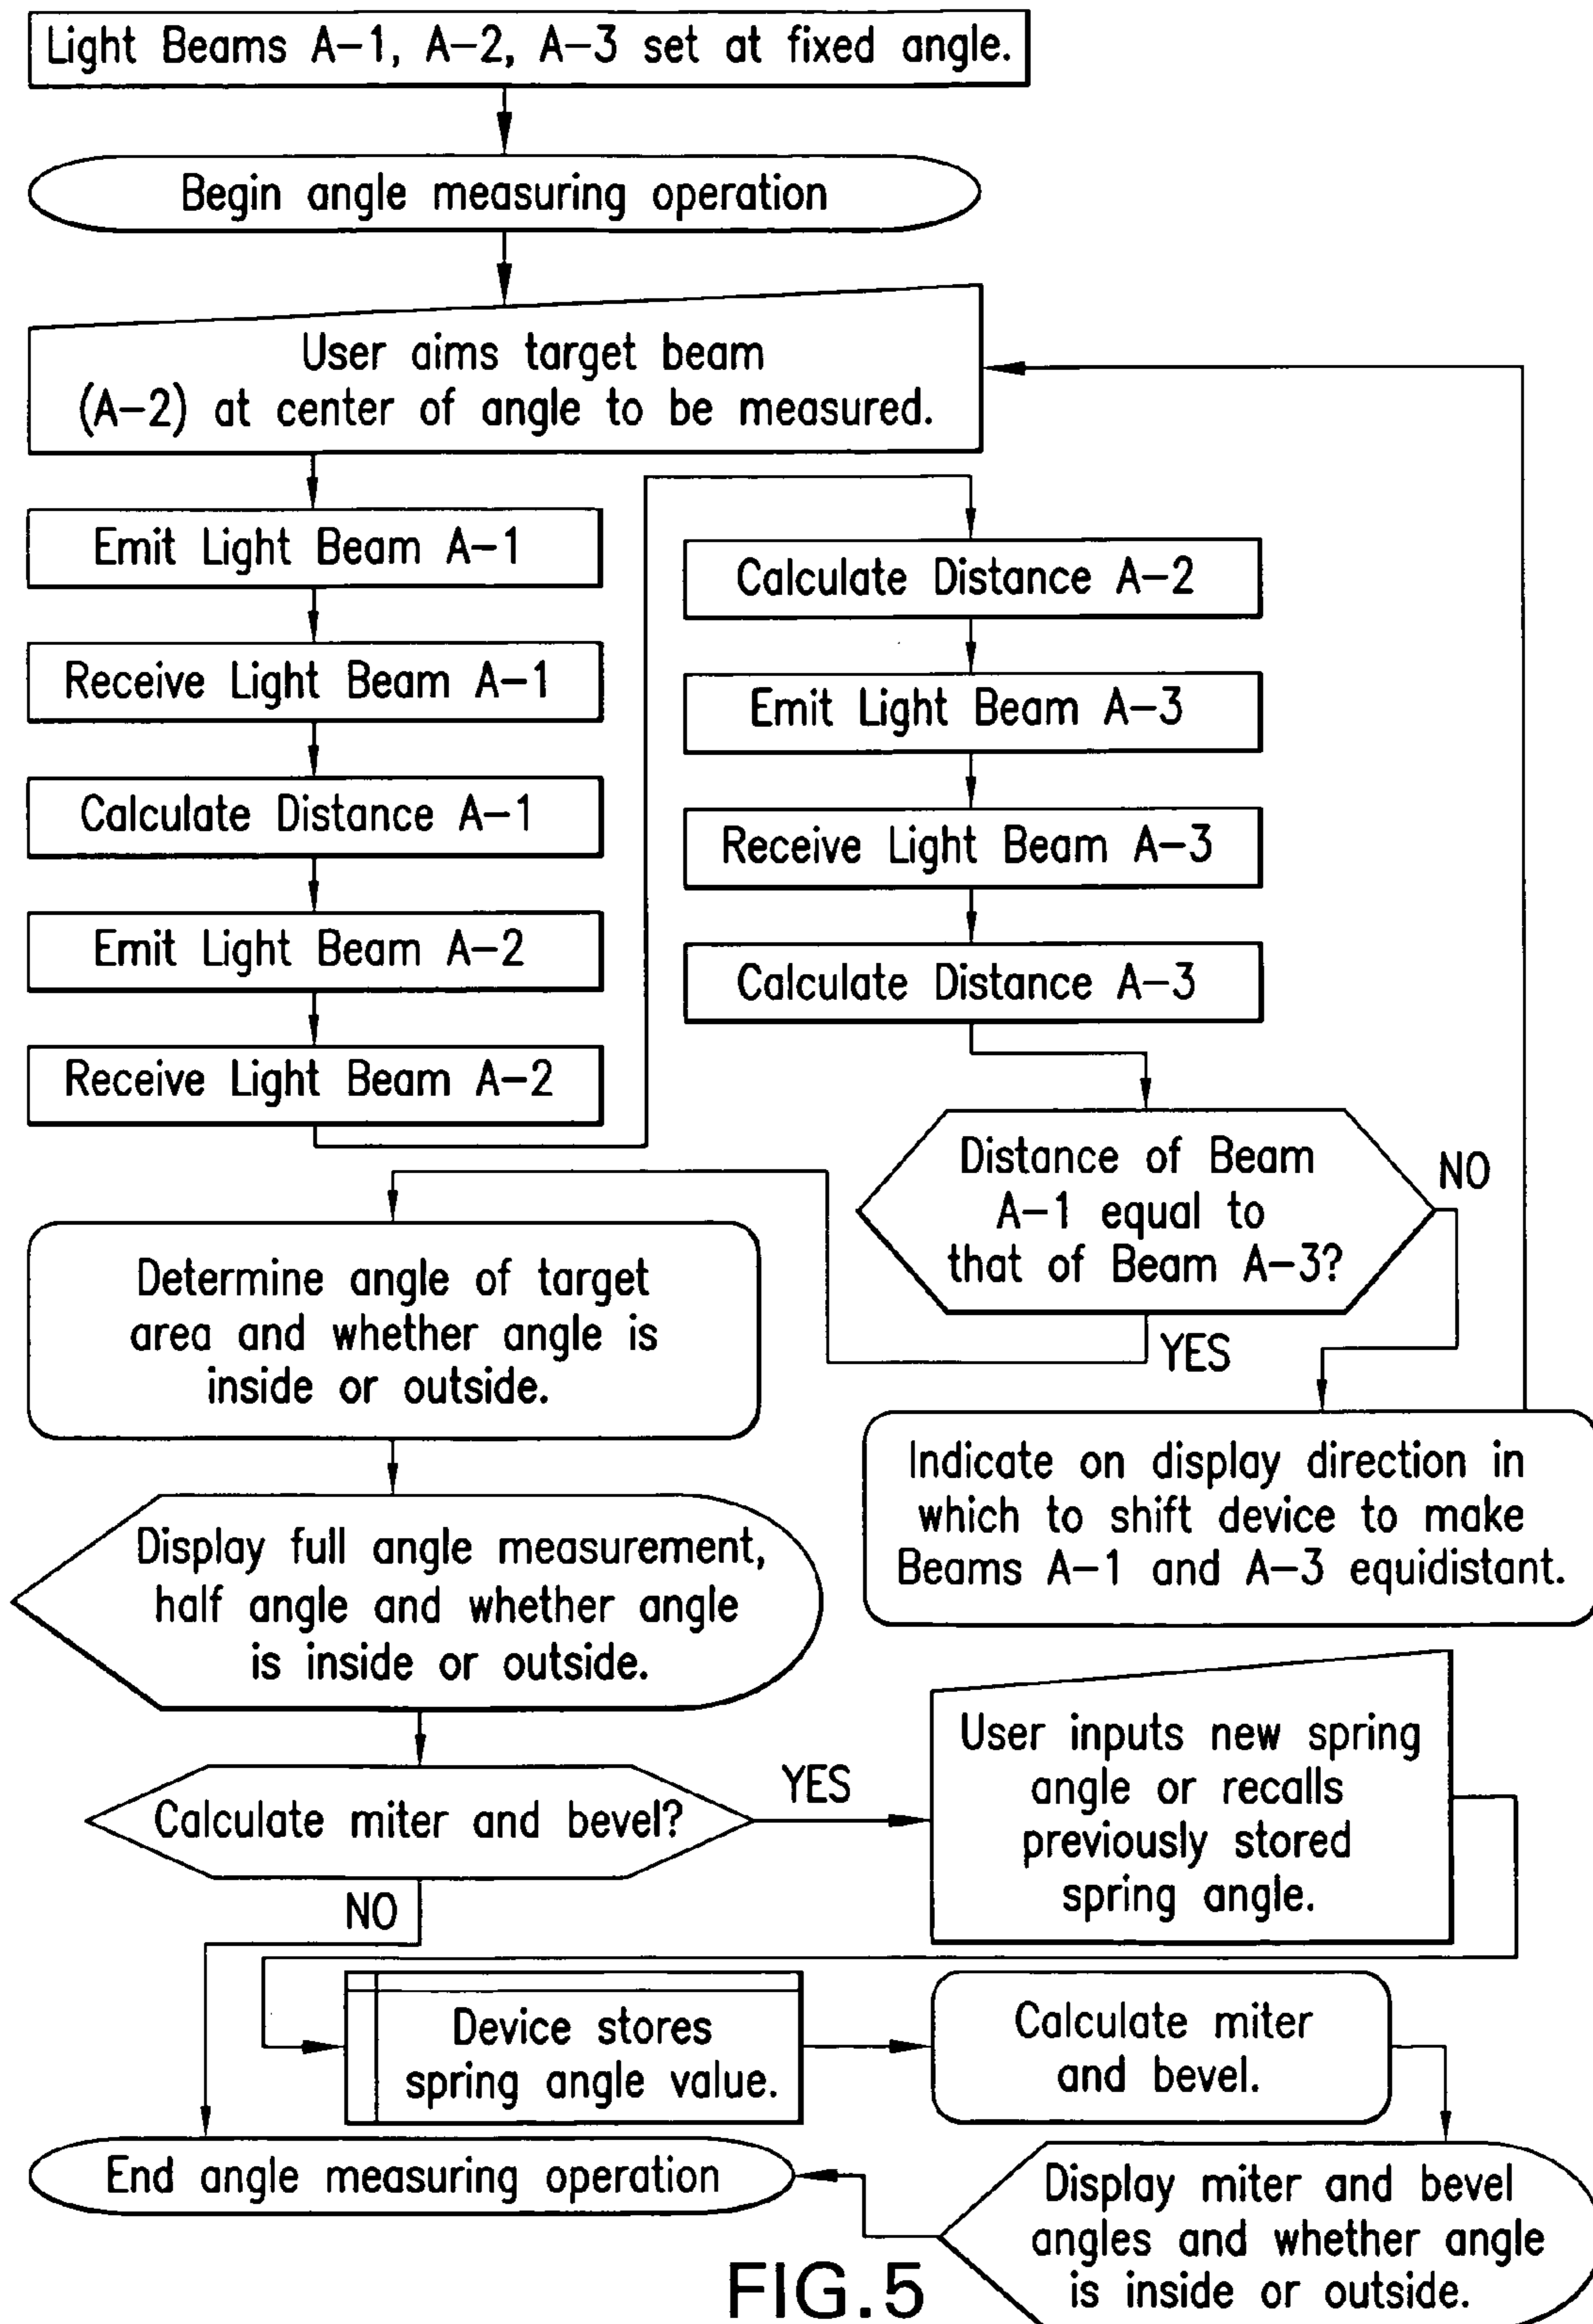 Light Beams A-1, A-2, A-3 set at fixed angle.
Begin angle measuring operation
User aims target beam
(A-2) at center of angle to be measured.
Emit Light Beam A-1
Receive Light Beam A-1
Calculate Distance A-1
Emit Light Beam A-2
Receive Light Beam A-2
Calculate Distance A-2
Emit Light Beam A-3
Receive Light Beam A-3
Calculate Distance A-3
Distance of Beam
A-1 equal to
that of Beam A-3?
NO
YES
Indicate on display direction in
which to shift device to make
Beams A-1 and A-3 equidistant.
Determine angle of target
area and whether angle is
inside or outside.
Display full angle measurement,
half angle and whether angle
is inside or outside.
Calculate miter and bevel?
YES
NO
User inputs new spring
angle or recalls
previously stored
spring angle.
Device stores
spring angle value.
Calculate miter
and bevel.
Display miter and bevel
angles and whether angle
is inside or outside.
End angle measuring operation
FIG.5